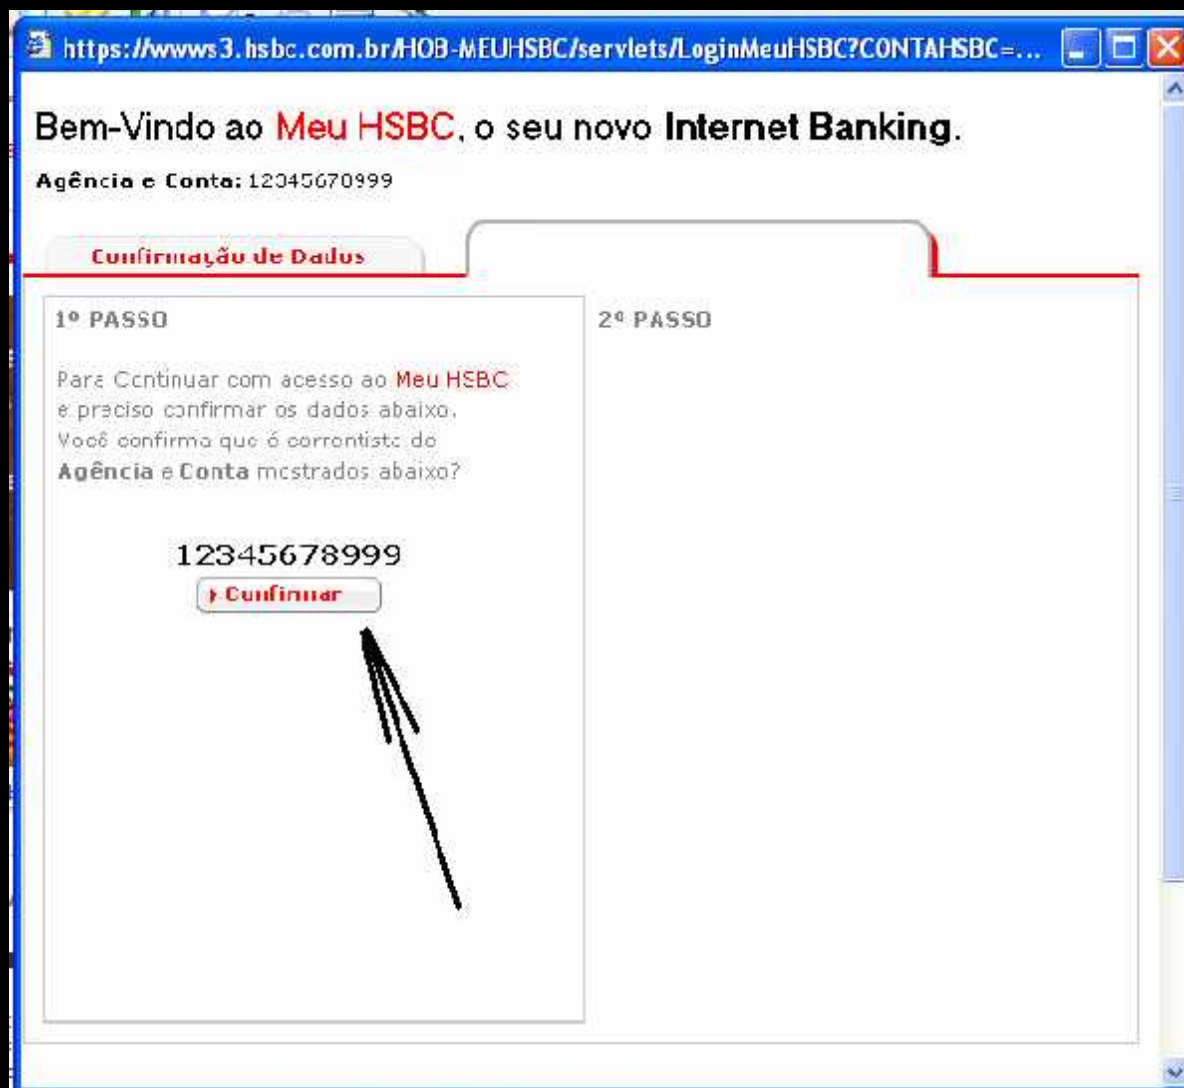 https://wwws3.hsbc.com.br/HOB-MEUHSBC/servlets/LoginMeuHSBC?CONTAHSBC=...
Bem-Vindo ao Meu HSBC, o seu novo Internet Banking.
Agência e Conta: 12345678999
Confirmação de Dados
1º PASSO
Para Continuar com acesso ao Meu HSBC
e preciso confirmar os dados abaixo.
Você confirma que é correntista da
Agência e Conta mostrados abaixo?
12345678999
Confirmar
2º PASSO